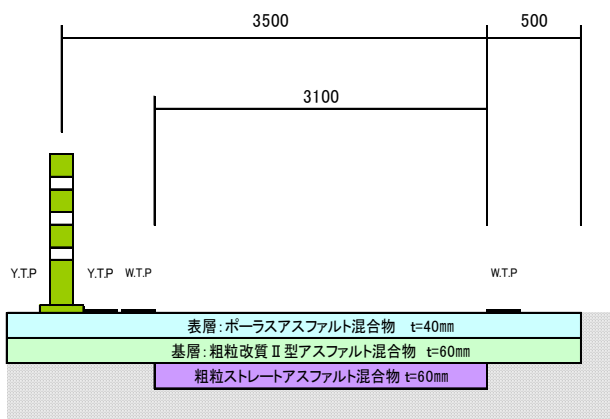 3500
500
3100
Y.T.P
Y.T.P
W.T.P
W.T.P
表層:ポーラスアスファルト混合物 t=40㎜
基層:粗粒改質Ⅱ型アスファルト混合物 t=60㎜
粗粒ストレートアスファルト混合物 t=60㎜